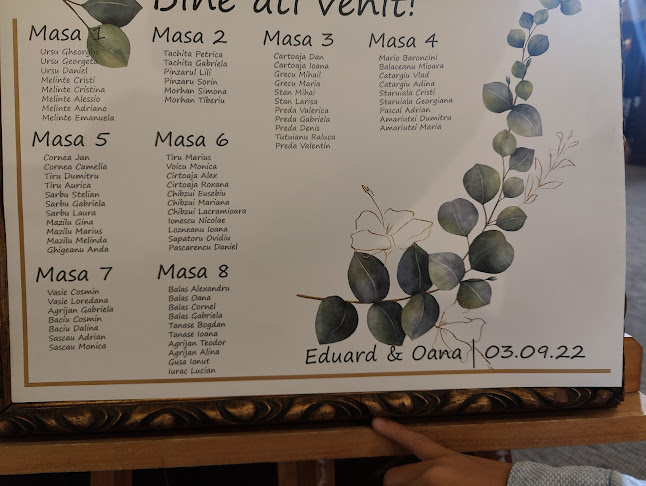 Bine ați venit!
Masa 1
Ursu Gheorghe
Ursu Georgeta
Ursu Daniel
Melinte Cristi
Melinte Cristina
Melinte Alessio
Melinte Adriano
Melinte Emanuela
Masa 2
Tachita Petrica
Tachita Gabriela
Pinzarul Lili
Pinzaru Sorin
Morhan Simona
Morhan Tiberiu
Masa 3
Cartoaja Dan
Cartoaja Ioana
Grecu Mihail
Grecu Maria
Stan Mihai
Stan Larisa
Preda Valerica
Preda Gabriela
Preda Denis
Tutuianu Raluca
Preda Valentin
Masa 4
Mario Baroncini
Balaceanu Mioara
Catargiu Vlad
Catargiu Adina
Staruiala Cristi
Staruiala Georgiana
Pascal Adrian
Amariutei Dumitru
Amariutei Maria
Masa 5
Cornea Jan
Cornea Camelia
Tiru Dumitru
Tiru Aurica
Sarbu Stelian
Sarbu Gabriela
Sarbu Laura
Mazilu Gina
Mazilu Marius
Mazilu Melinda
Ghigeanu Anda
Masa 6
Tiru Marius
Voicu Monica
Cirtoaja Alex
Cirtoaja Roxana
Chibzui Eusebiu
Chibzui Mariana
Chibzui Lacramioara
Ionescu Nicolae
Lozneanu Ioana
Sapatoru Ovidiu
Pascarencu Daniel
Masa 7
Vasie Cosmin
Vasie Loredana
Agrijan Gabriela
Baciu Cosmin
Baciu Dalina
Sascau Adrian
Sascau Monica
Masa 8
Balas Alexandru
Balas Oana
Balas Cornel
Balas Gabriela
Tanase Bogdan
Tanase Ioana
Agrijan Teodor
Agrijan Alina
Gusa Ionut
Iurac Lucian
Eduard & Oana | 03.09.22